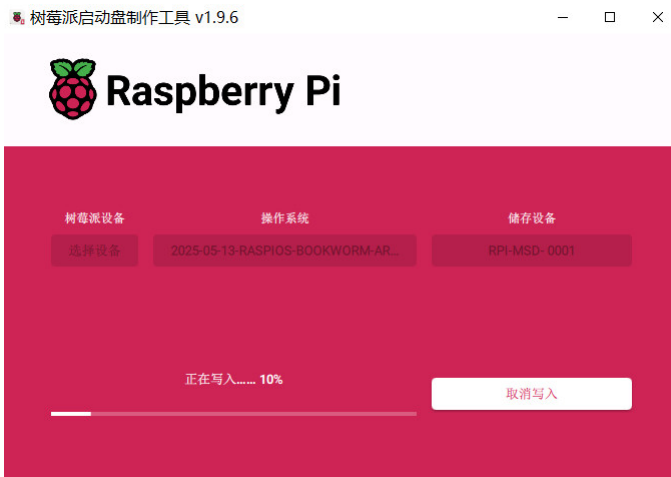 树莓派启动盘制作工具 v1.9.6
Raspberry Pi
树莓派设备 操作系统 储存设备
选择设备 2025-05-13-RASPIOS-BOOKWORM-AR... RPI-MSD- 0001
正在写入...... 10%
取消写入